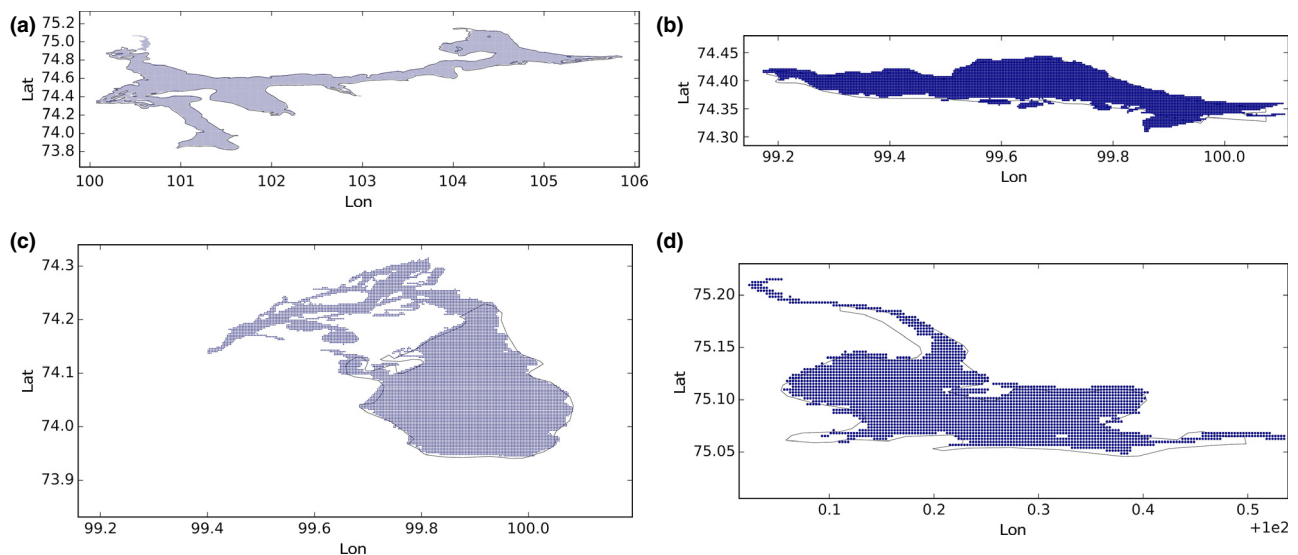 (a)
75.2
75.0
74.8
74.6
74.4
74.2
74.0
73.8
Lat
100 101 102 103 104 105 106
Lon
(b)
74.45
74.40
74.35
74.30
Lat
99.2 99.4 99.6 99.8 100.0
Lon
(c)
74.3
74.2
74.1
74.0
73.9
Lat
99.2 99.4 99.6 99.8 100.0
Lon
(d)
75.20
75.15
75.10
75.05
Lat
0.1 0.2 0.3 0.4 0.5
Lon
+1e2